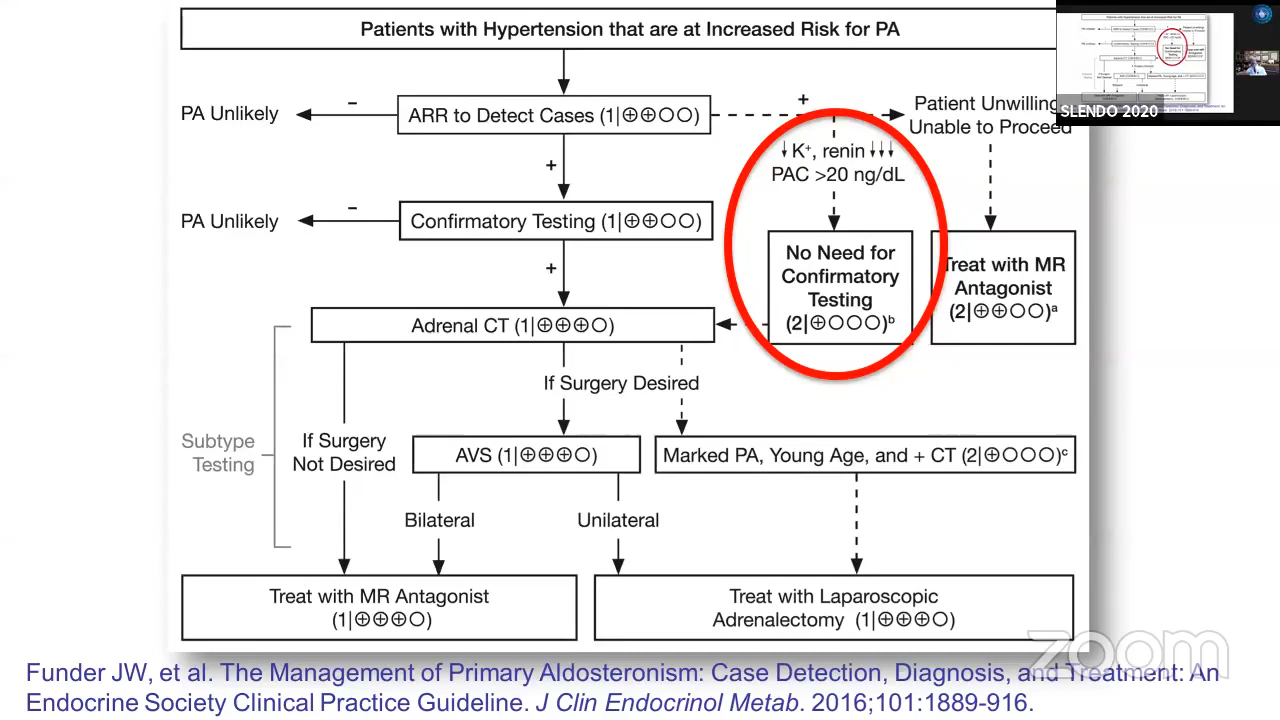 Patients with Hypertension that are at Increased Risk for PA
PA Unlikely
−
ARR to Detect Cases (1|⊕⊕○○)
+
Patient Unwilling
Unable to Proceed
↓K⁺, renin ↓↓↓
PAC >20 ng/dL
+
PA Unlikely
−
Confirmatory Testing (1|⊕⊕○○)
+
No Need for
Confirmatory
Testing
(2|⊕○○○)ᵇ
Treat with MR
Antagonist
(2|⊕⊕○○)ᵃ
Adrenal CT (1|⊕⊕⊕○)
If Surgery Desired
Subtype
Testing
If Surgery
Not Desired
AVS (1|⊕⊕⊕○)
Marked PA, Young Age, and + CT (2|⊕○○○)ᶜ
Bilateral
Unilateral
Treat with MR Antagonist
(1|⊕⊕⊕○)
Treat with Laparoscopic
Adrenalectomy (1|⊕⊕⊕○)
Funder JW, et al. The Management of Primary Aldosteronism: Case Detection, Diagnosis, and Treatment: An
Endocrine Society Clinical Practice Guideline. J Clin Endocrinol Metab. 2016;101:1889-916.
SLENDO 2020
zoom